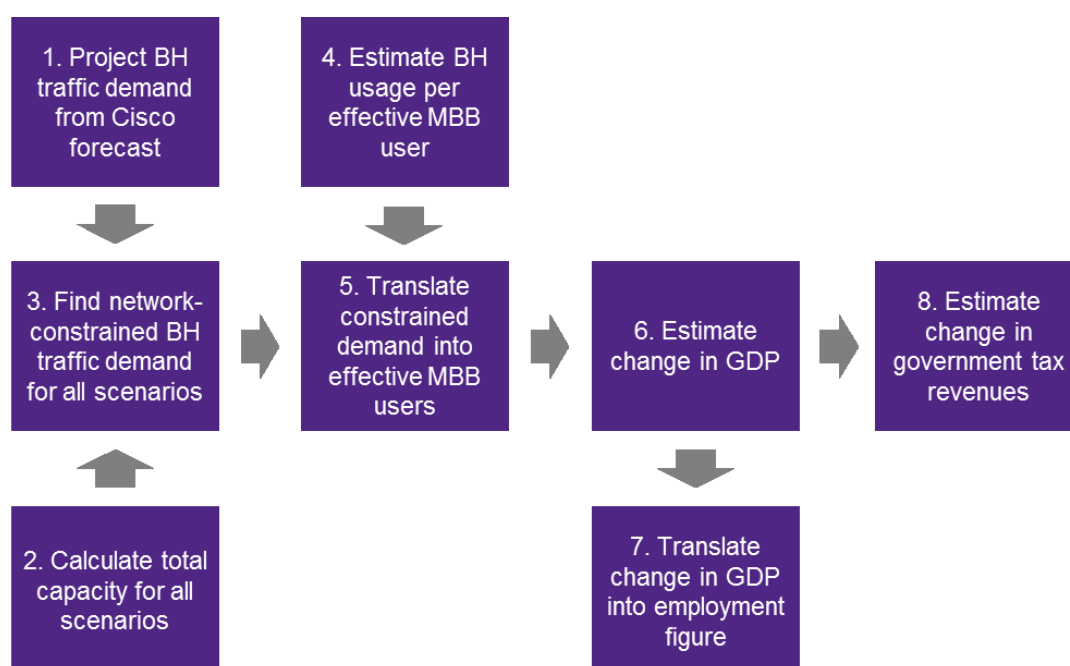 1. Project BH
traffic demand
from Cisco
forecast
4. Estimate BH
usage per
effective MBB
user
3. Find network-
constrained BH
traffic demand
for all scenarios
5. Translate
constrained
demand into
effective MBB
users
6. Estimate
change in GDP
8. Estimate
change in
government tax
revenues
2. Calculate total
capacity for all
scenarios
7. Translate
change in GDP
into employment
figure